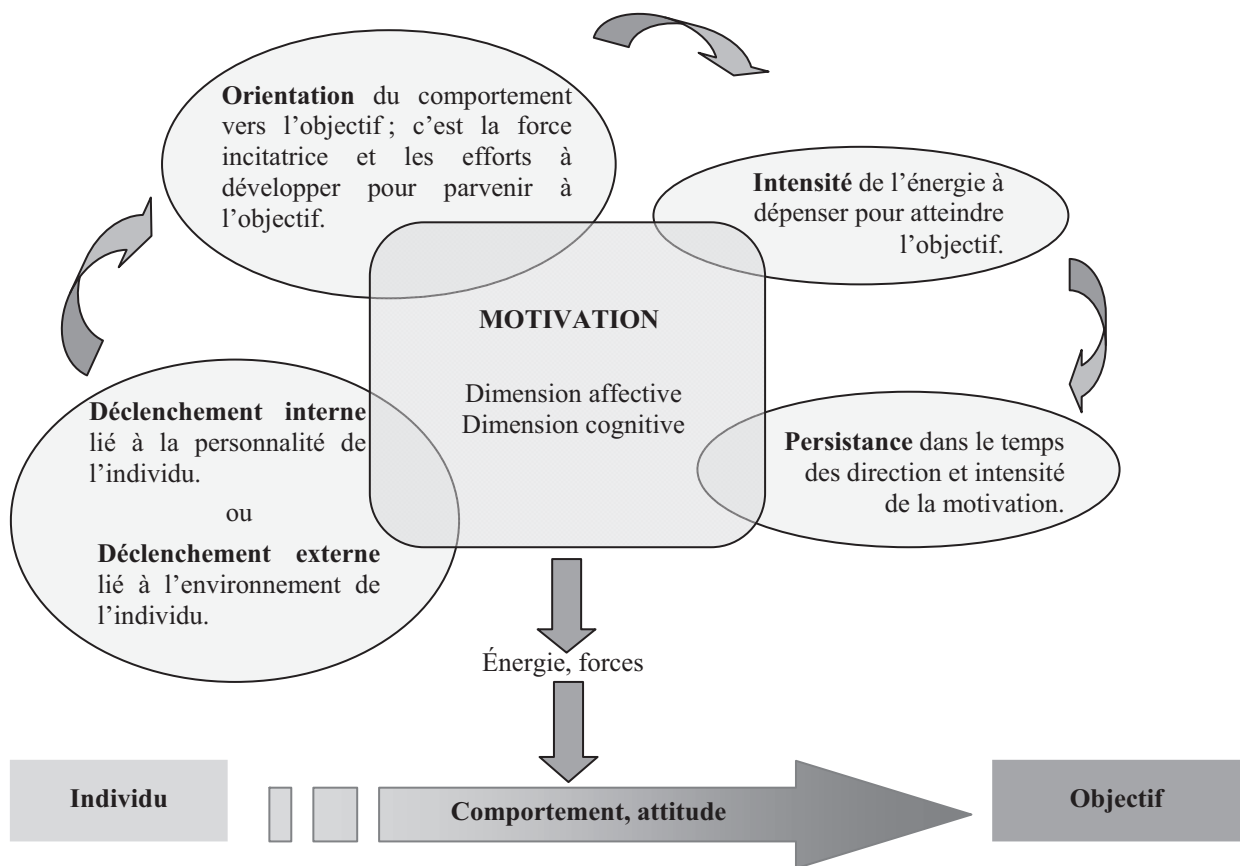 Orientation du comportement
vers l’objectif ; c’est la force
incitatrice et les efforts à
développer pour parvenir à
l’objectif.
Intensité de l’énergie à
dépenser pour atteindre
l’objectif.
MOTIVATION
Dimension affective
Dimension cognitive
Déclenchement interne
lié à la personnalité de
l’individu.
ou
Déclenchement externe
lié à l’environnement de
l’individu.
Persistance dans le temps
des direction et intensité
de la motivation.
Énergie, forces
Individu
Comportement, attitude
Objectif